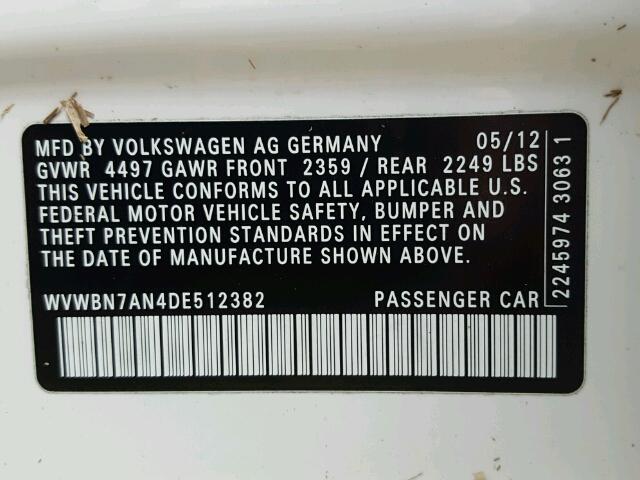 MFD BY VOLKSWAGEN AG GERMANY 05/12
GVWR 4497 GAWR FRONT 2359 / REAR 2249 LBS
THIS VEHICLE CONFORMS TO ALL APPLICABLE U.S.
FEDERAL MOTOR VEHICLE SAFETY, BUMPER AND
THEFT PREVENTION STANDARDS IN EFFECT ON
THE DATE OF MANUFACTURE SHOWN ABOVE.
WVWBN7AN4DE512382 PASSENGER CAR
2245974 3063 1